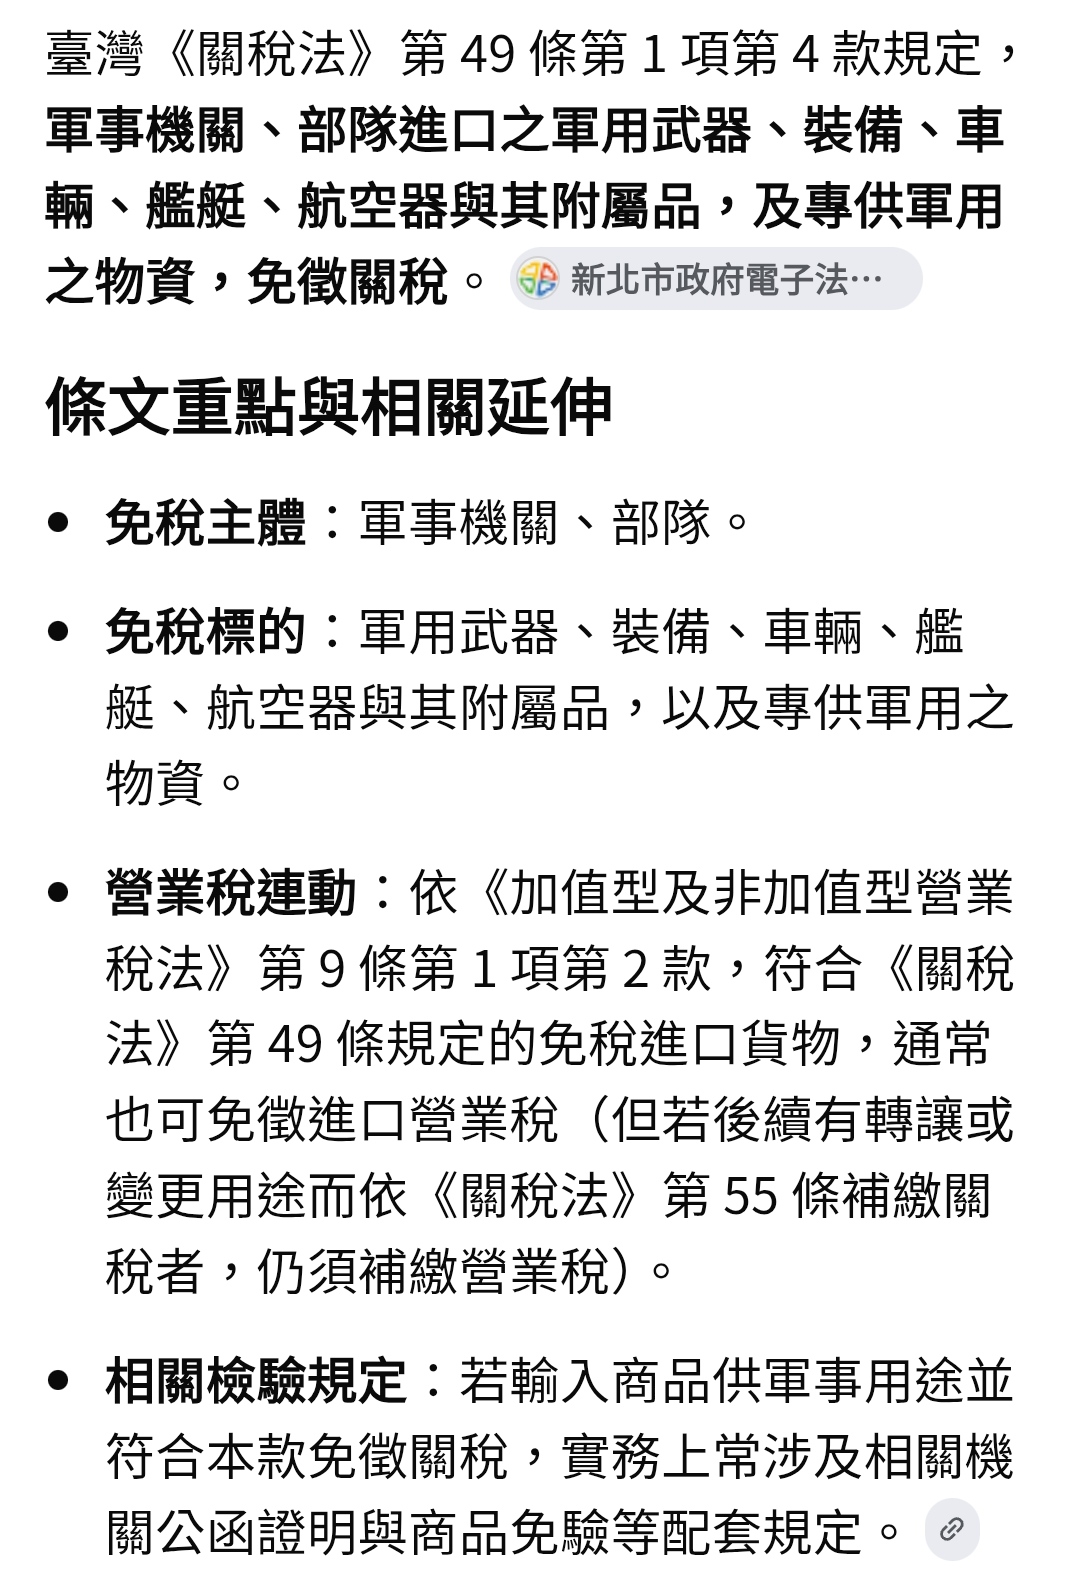 臺灣《關稅法》第 49 條第 1 項第 4 款規定，
軍事機關、部隊進口之軍用武器、裝備、車
輛、艦艇、航空器與其附屬品，及專供軍用
之物資，免徵關稅。 新北市政府電子法…
條文重點與相關延伸
• 免稅主體：軍事機關、部隊。
• 免稅標的：軍用武器、裝備、車輛、艦
艇、航空器與其附屬品，以及專供軍用之
物資。
• 營業稅連動：依《加值型及非加值型營業
稅法》第 9 條第 1 項第 2 款，符合《關稅
法》第 49 條規定的免稅進口貨物，通常
也可免徵進口營業稅（但若後續有轉讓或
變更用途而依《關稅法》第 55 條補繳關
稅者，仍須補繳營業稅）。
• 相關檢驗規定：若輸入商品供軍事用途並
符合本款免徵關稅，實務上常涉及相關機
關公函證明與商品免驗等配套規定。